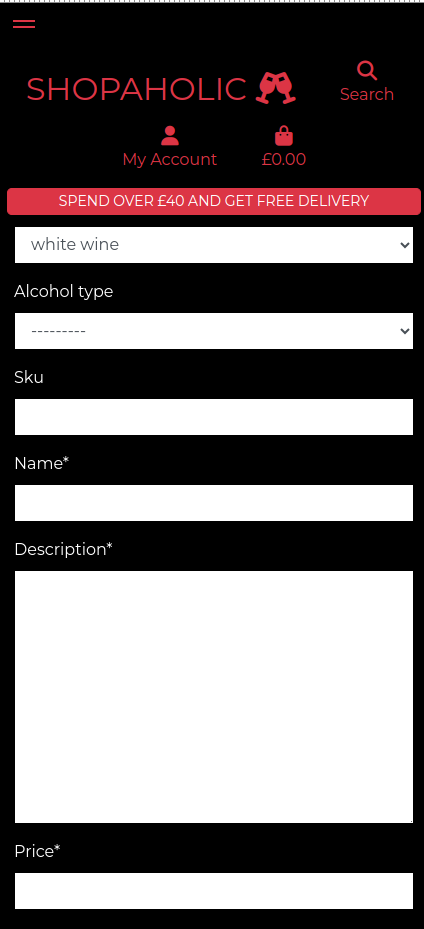 SHOPAHOLIC
Search
My Account
£0.00
SPEND OVER £40 AND GET FREE DELIVERY
white wine
Alcohol type
---------
Sku
Name*
Description*
Price*